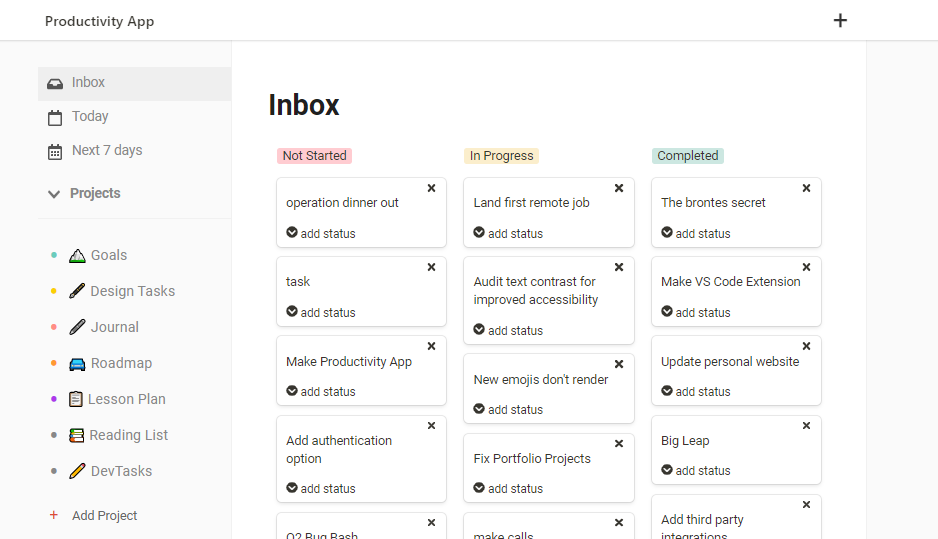 Productivity App
Inbox
Today
Next 7 days
Projects
Goals
Design Tasks
Journal
Roadmap
Lesson Plan
Reading List
DevTasks
+ Add Project
Inbox
Not Started
operation dinner out
add status
task
add status
Make Productivity App
add status
Add authentication
option
add status
Q2 Bug Bash
In Progress
Land first remote job
add status
Audit text contrast for
improved accessibility
add status
New emojis don't render
add status
Fix Portfolio Projects
add status
make calls
Completed
The brontes secret
add status
Make VS Code Extension
add status
Update personal website
add status
Big Leap
add status
Add third party
integrations